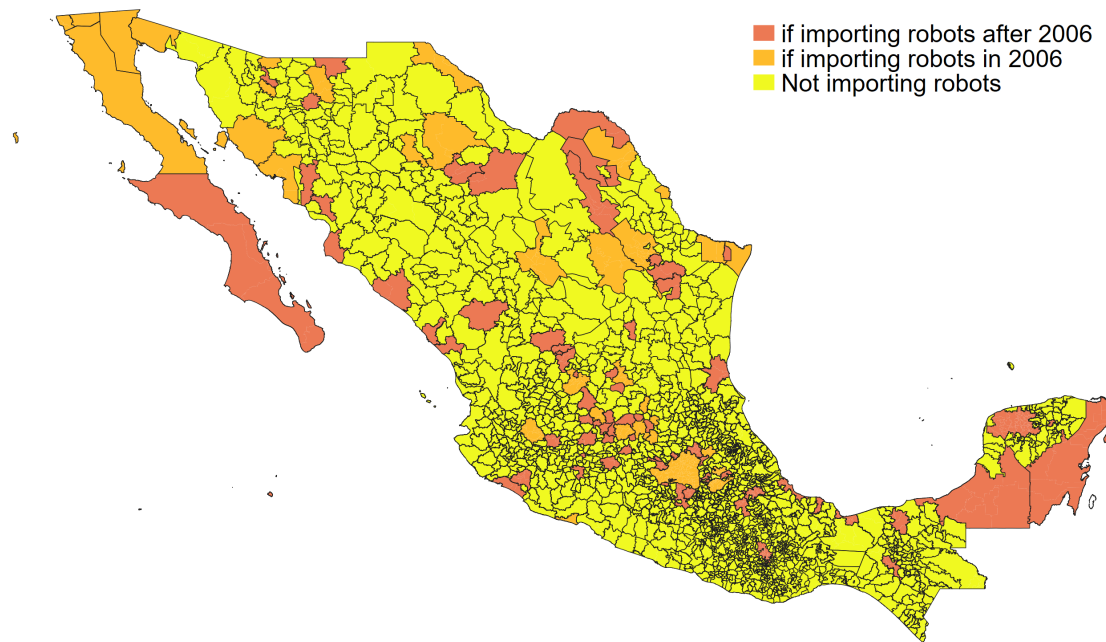 if importing robots after 2006
if importing robots in 2006
Not importing robots